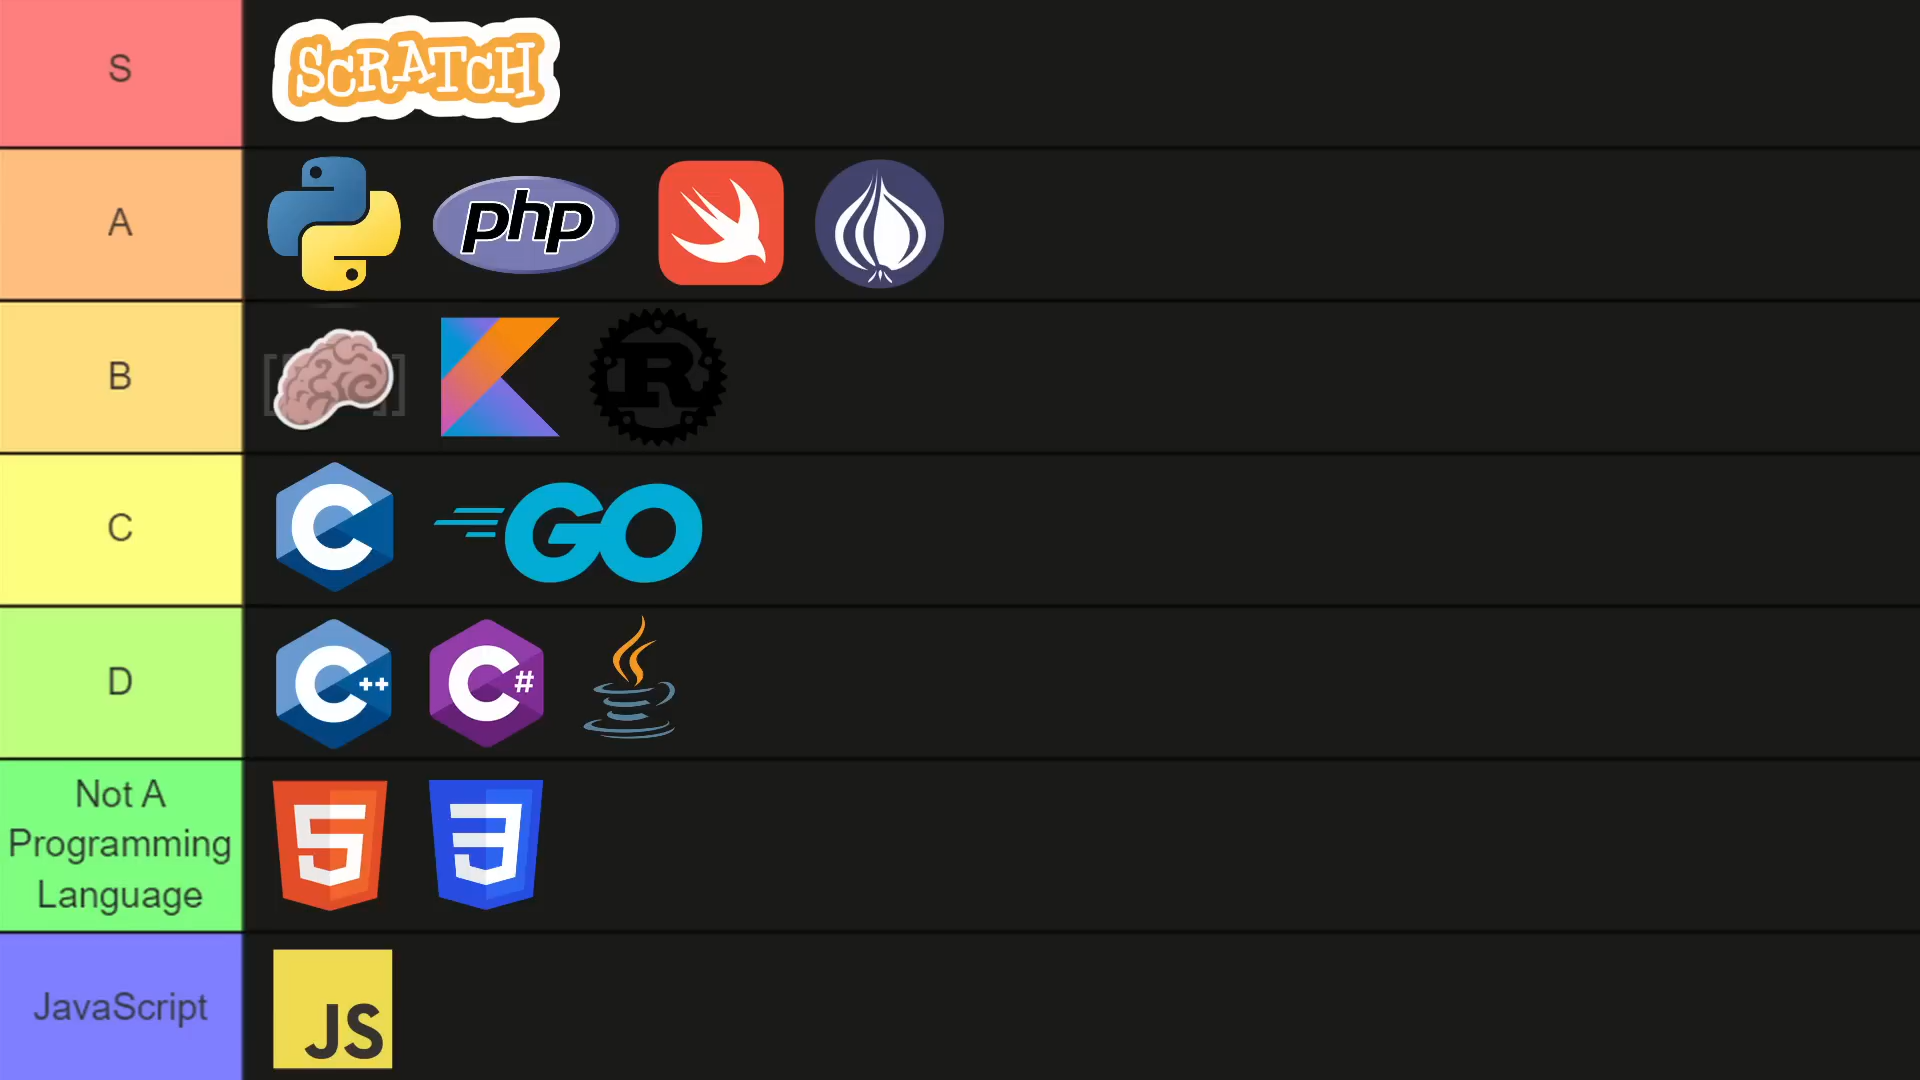 S
SCRATCH
A
php
B
[[ ]]
R
C
C
GO
D
C++
C#
Not A
Programming
Language
5
3
JavaScript
JS